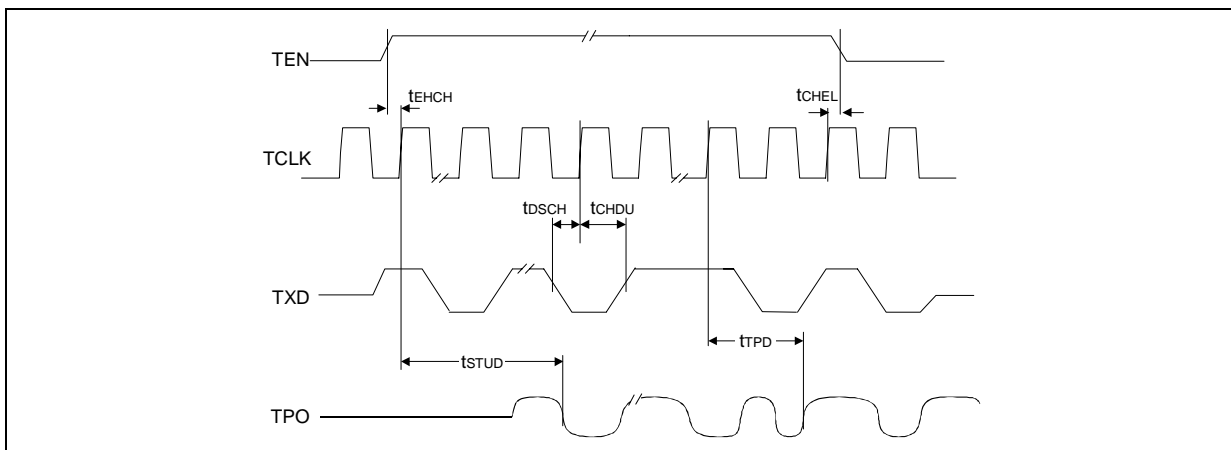 TEN
tEHCH
tCHEL
TCLK
tDSCH
tCHDU
TXD
tSTUD
tTPD
TPO